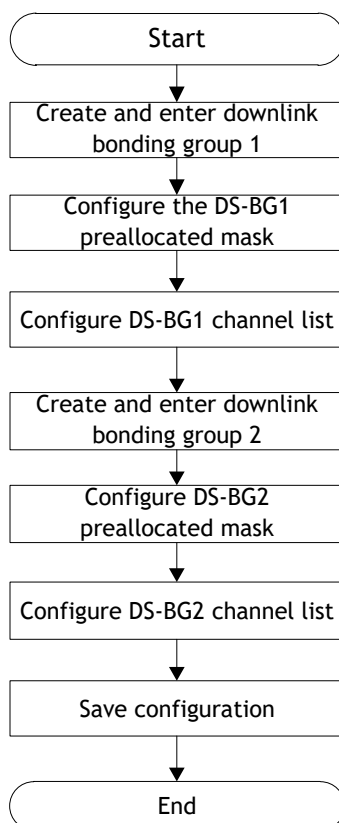 Start
Create and enter downlink
bonding group 1
Configure the DS-BG1
preallocated mask
Configure DS-BG1 channel list
Create and enter downlink
bonding group 2
Configure DS-BG2
preallocated mask
Configure DS-BG2 channel list
Save configuration
End